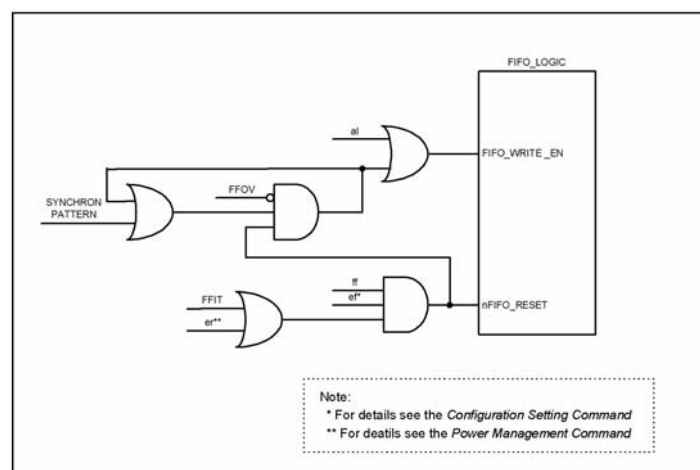 FIFO_LOGIC
al
FIFO_WRITE_EN
FFOV
SYNCHRON
PATTERN
ff
ef*
FFIT
er**
nFIFO_RESET
Note:
* For details see the Configuration Setting Command
** For deatils see the Power Management Command